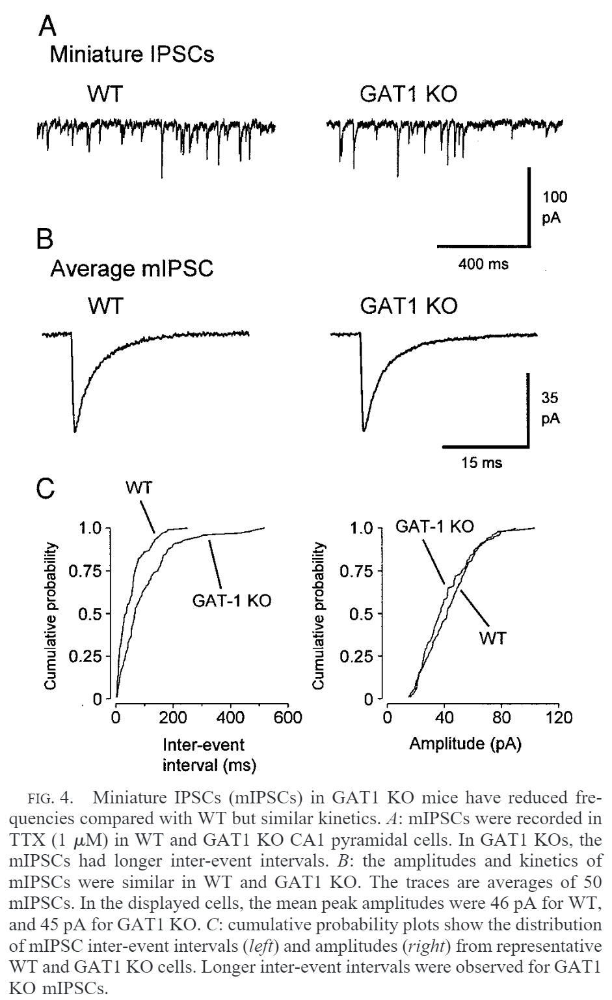 A
Miniature IPSCs
WT
GAT1 KO
100
pA
400 ms
B
Average mIPSC
WT
GAT1 KO
35
pA
15 ms
C
WT
GAT-1 KO
Cumulative probability
1.0
0.75
0.5
0.25
0
0 200 400 600
Inter-event
interval (ms)
GAT-1 KO
WT
Cumulative probability
1.0
0.75
0.5
0.25
0
0 40 80 120
Amplitude (pA)
FIG. 4. Miniature IPSCs (mIPSCs) in GAT1 KO mice have reduced fre-
quencies compared with WT but similar kinetics. A: mIPSCs were recorded in
TTX (1 μM) in WT and GAT1 KO CA1 pyramidal cells. In GAT1 KOs, the
mIPSCs had longer inter-event intervals. B: the amplitudes and kinetics of
mIPSCs were similar in WT and GAT1 KO. The traces are averages of 50
mIPSCs. In the displayed cells, the mean peak amplitudes were 46 pA for WT,
and 45 pA for GAT1 KO. C: cumulative probability plots show the distribution
of mIPSC inter-event intervals (left) and amplitudes (right) from representative
WT and GAT1 KO cells. Longer inter-event intervals were observed for GAT1
KO mIPSCs.